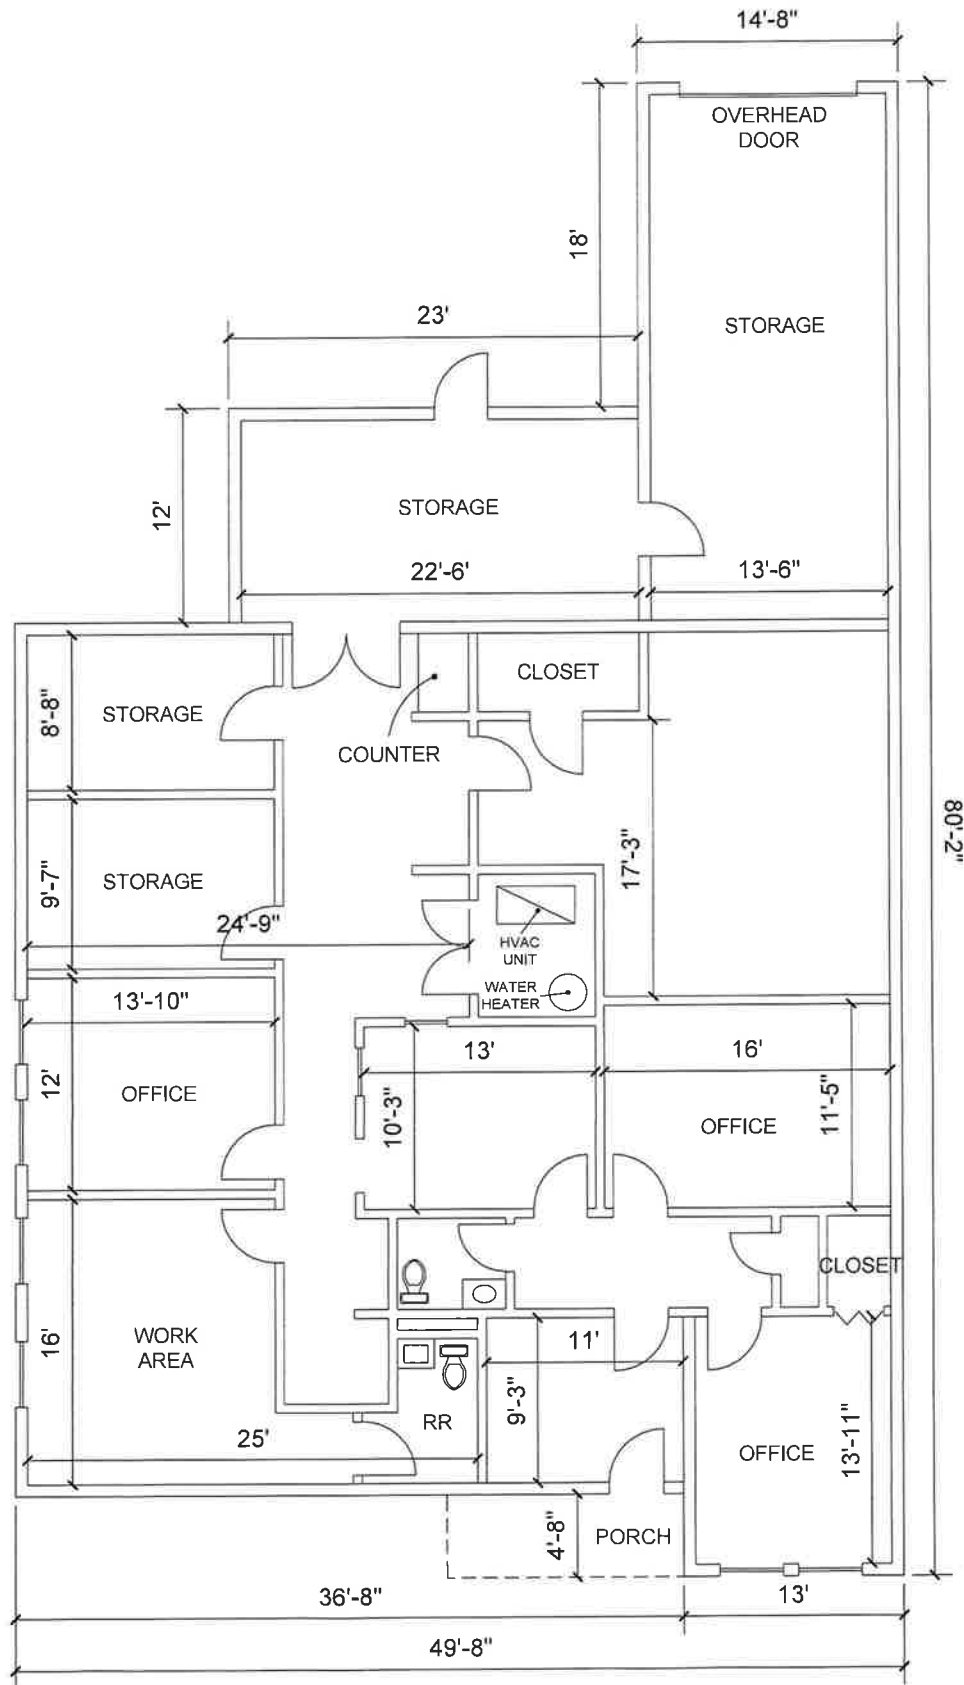 14'-8"
OVERHEAD
DOOR
18'
STORAGE
23'
12'
STORAGE
22'-6'
13'-6"
8'-8"
STORAGE
CLOSET
COUNTER
80'-2"
17'-3"
9'-7"
STORAGE
24'-9"
HVAC
UNIT
WATER
HEATER
13'-10"
13'
16'
12'
OFFICE
10'-3"
OFFICE
11'-5"
CLOSET
16'
WORK
AREA
11'
9'-3"
RR
25'
OFFICE
13'-11"
4'-8"
PORCH
36'-8"
13'
49'-8"